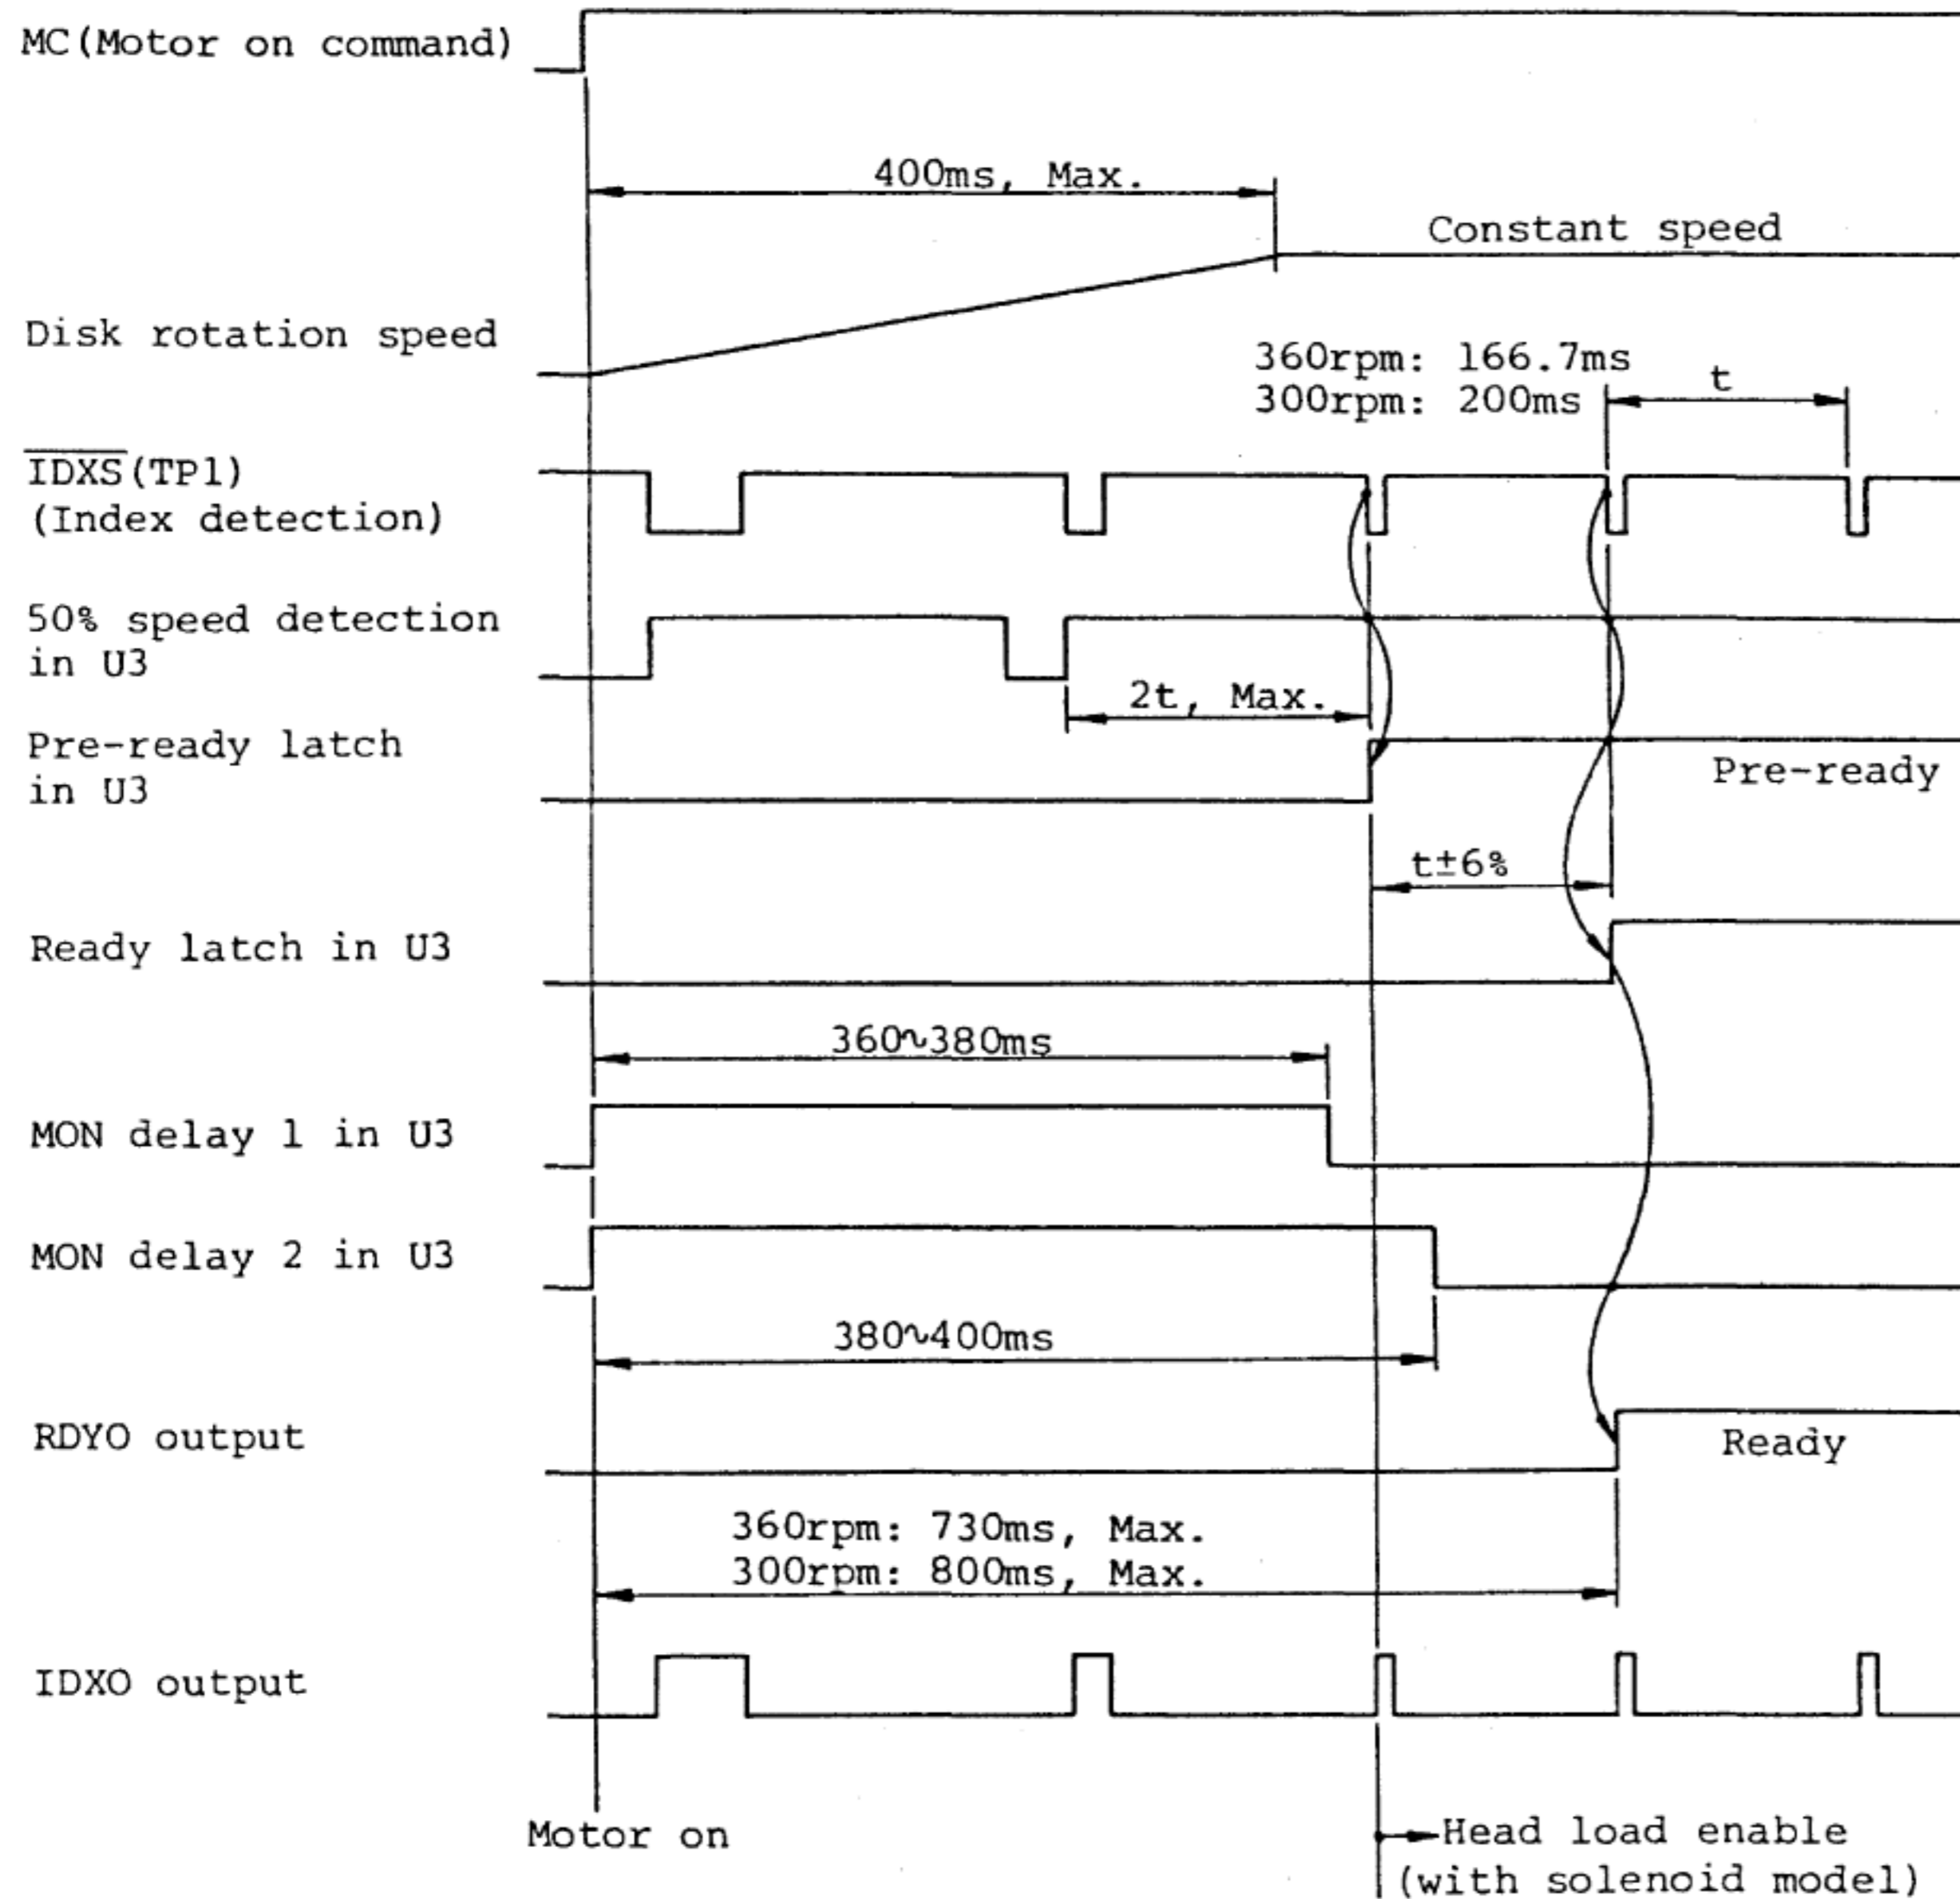 MC(Motor on command)
400ms, Max.
Constant speed
Disk rotation speed
360rpm: 166.7ms
300rpm: 200ms
t
IDXS(TP1)
(Index detection)
50% speed detection
in U3
2t, Max.
Pre-ready latch
in U3
Pre-ready
t±6%
Ready latch in U3
360~380ms
MON delay 1 in U3
MON delay 2 in U3
380~400ms
RDYO output
Ready
360rpm: 730ms, Max.
300rpm: 800ms, Max.
IDXO output
Motor on
Head load enable
(with solenoid model)